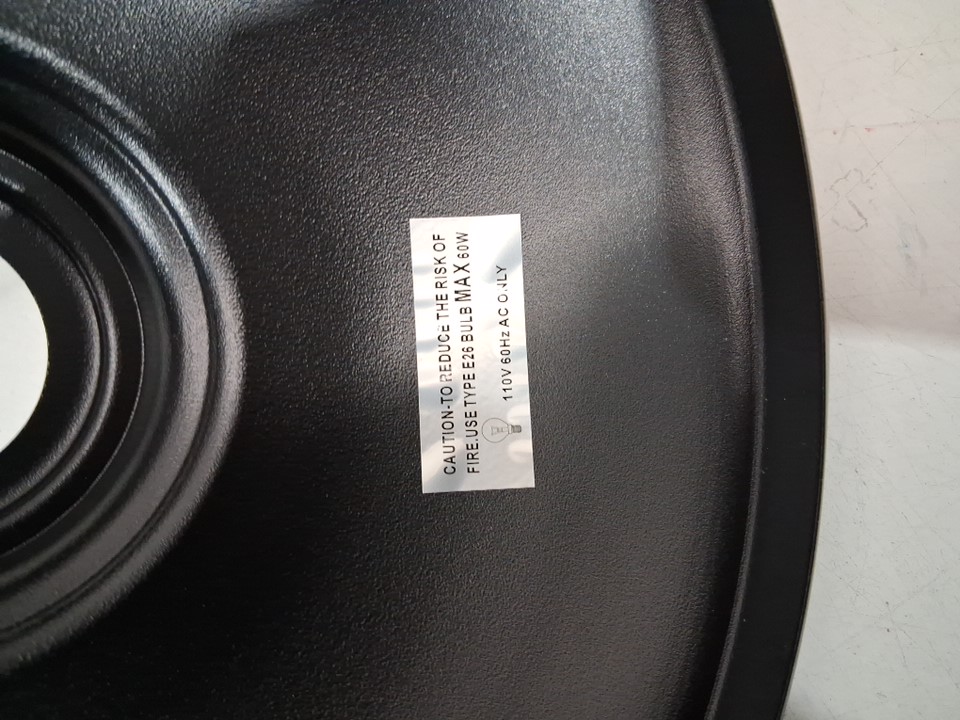 CAUTION-TO REDUCE THE RISK OF
FIRE.USE TYPE E26 BULB MAX 60W
110V 60Hz AC ONLY